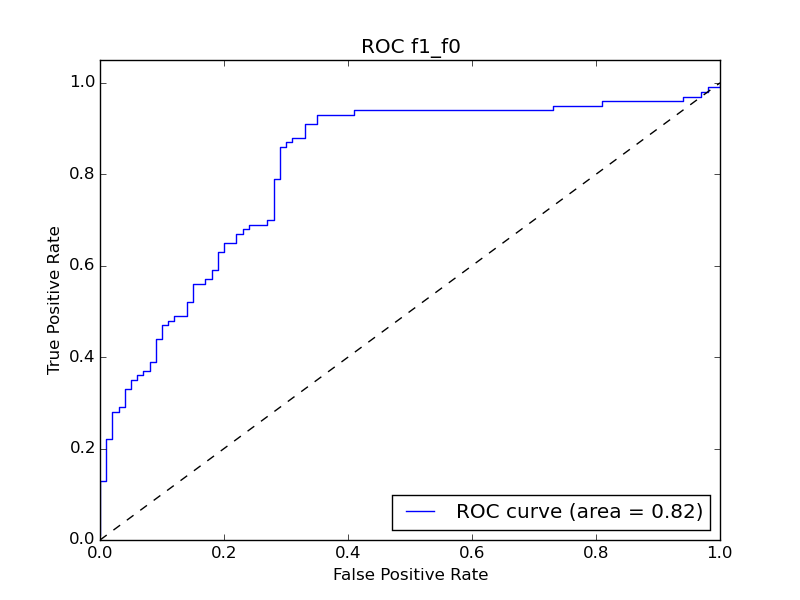 ROC f1_f0
1.0
0.8
0.6
0.4
0.2
0.0
True Positive Rate
ROC curve (area = 0.82)
0.0 0.2 0.4 0.6 0.8 1.0
False Positive Rate